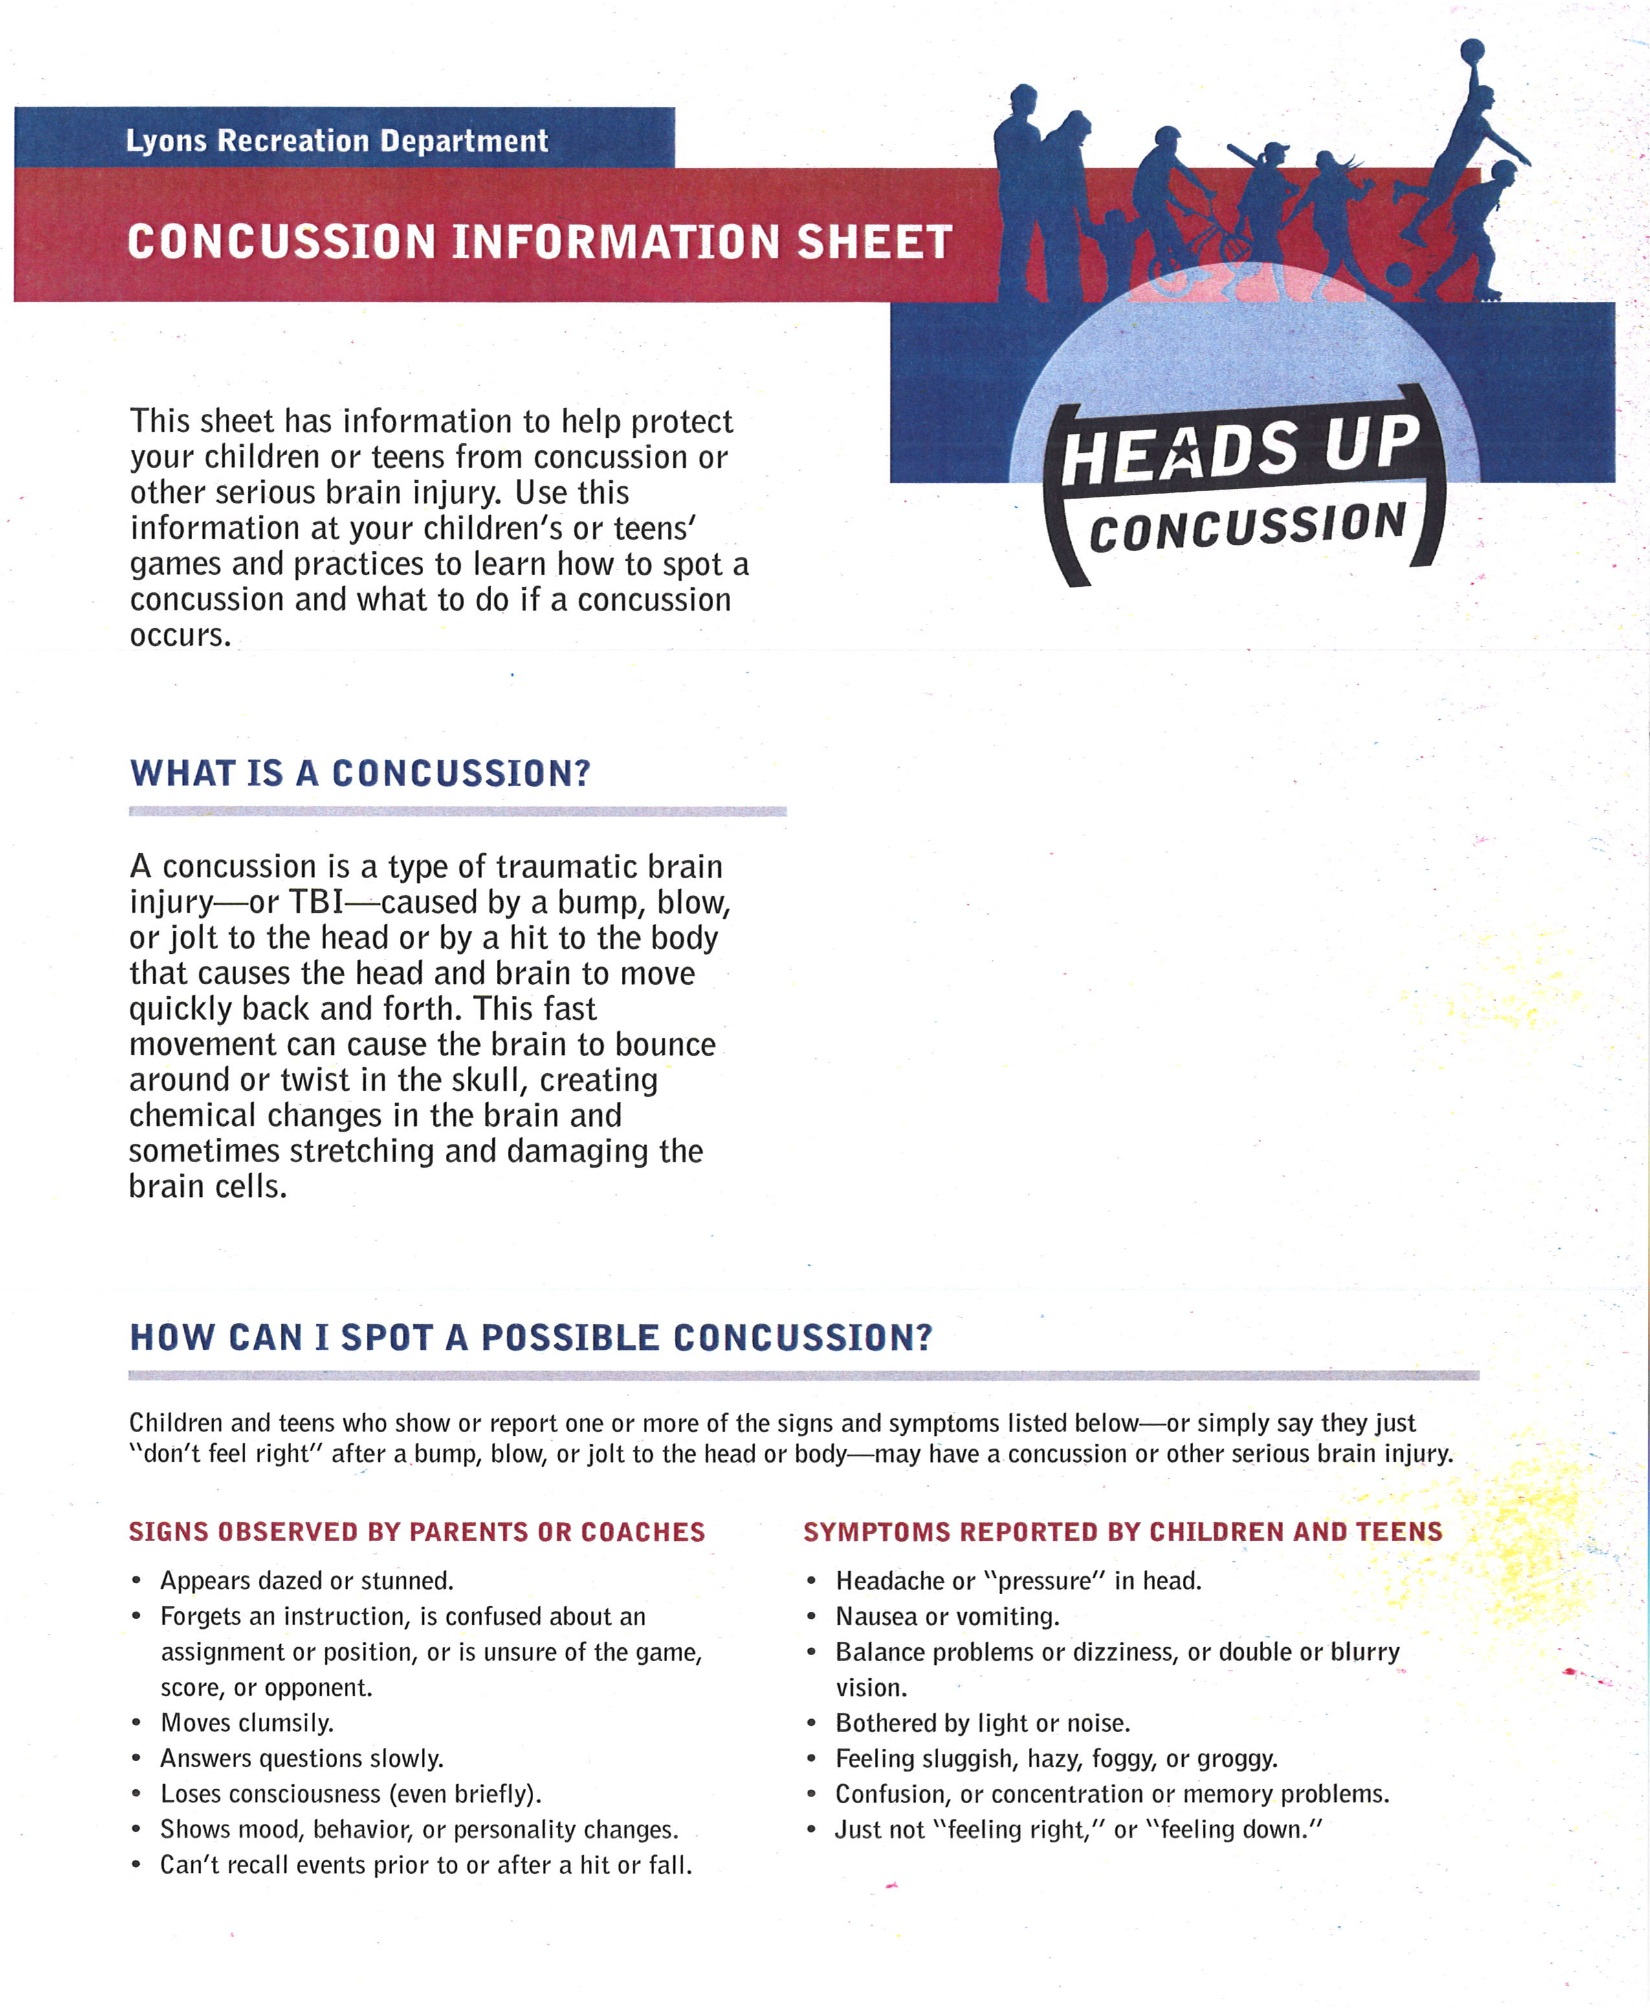 Lyons Recreation Department
CONCUSSION INFORMATION SHEET
HEADS UP
CONCUSSION
This sheet has information to help protect
your children or teens from concussion or
other serious brain injury. Use this
information at your children's or teens'
games and practices to learn how to spot a
concussion and what to do if a concussion
occurs.
WHAT IS A CONCUSSION?
A concussion is a type of traumatic brain
injury—or TBI—caused by a bump, blow,
or jolt to the head or by a hit to the body
that causes the head and brain to move
quickly back and forth. This fast
movement can cause the brain to bounce
around or twist in the skull, creating
chemical changes in the brain and
sometimes stretching and damaging the
brain cells.
HOW CAN I SPOT A POSSIBLE CONCUSSION?
Children and teens who show or report one or more of the signs and symptoms listed below—or simply say they just
"don't feel right" after a bump, blow, or jolt to the head or body—may have a concussion or other serious brain injury.
SIGNS OBSERVED BY PARENTS OR COACHES
• Appears dazed or stunned.
• Forgets an instruction, is confused about an
assignment or position, or is unsure of the game,
score, or opponent.
• Moves clumsily.
• Answers questions slowly.
• Loses consciousness (even briefly).
• Shows mood, behavior, or personality changes.
• Can't recall events prior to or after a hit or fall.
SYMPTOMS REPORTED BY CHILDREN AND TEENS
• Headache or "pressure" in head.
• Nausea or vomiting.
• Balance problems or dizziness, or double or blurry
vision.
• Bothered by light or noise.
• Feeling sluggish, hazy, foggy, or groggy.
• Confusion, or concentration or memory problems.
• Just not "feeling right," or "feeling down."